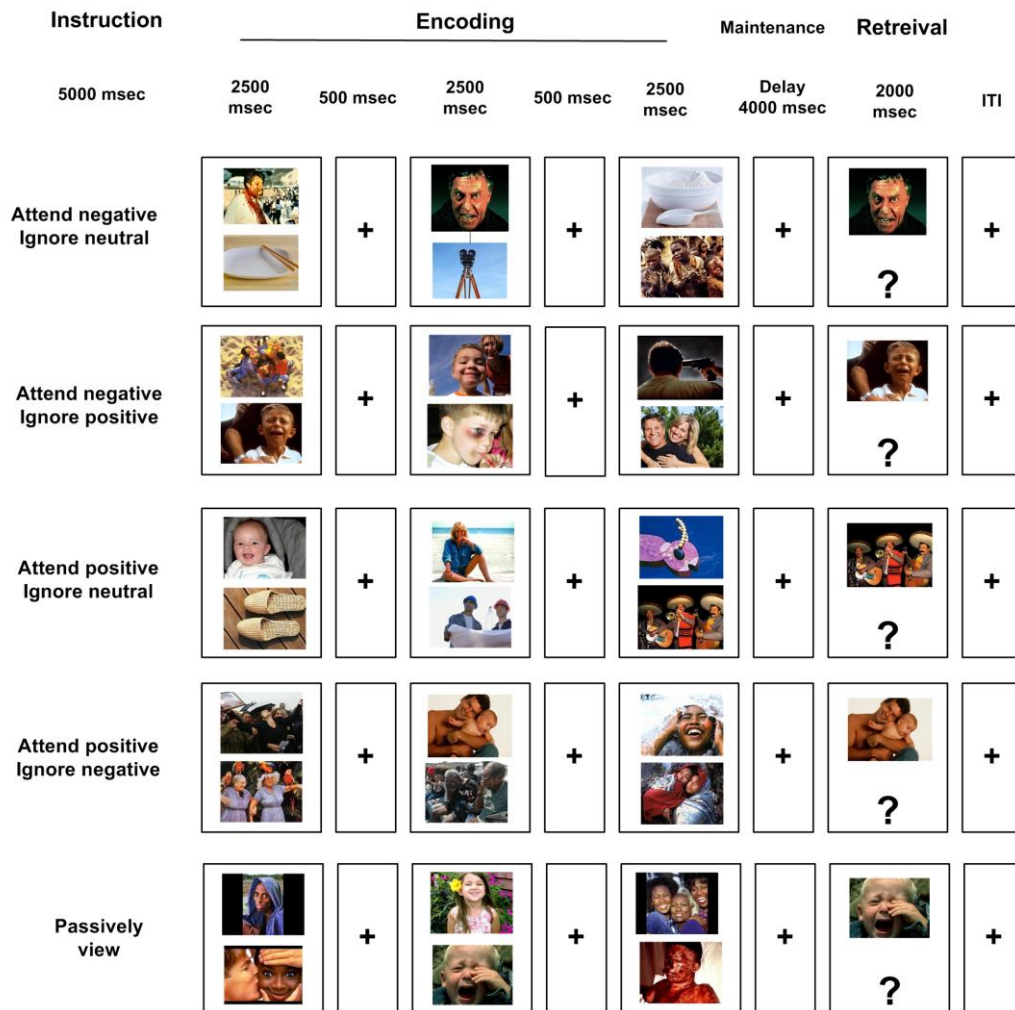 Instruction
Encoding
Maintenance
Retreival
5000 msec
2500
msec
500 msec
2500
msec
500 msec
2500
msec
Delay
4000 msec
2000
msec
ITI
Attend negative
Ignore neutral
+
+
+
?
+
Attend negative
Ignore positive
+
+
+
?
+
Attend positive
Ignore neutral
+
+
+
?
+
Attend positive
Ignore negative
+
+
+
?
+
Passively
view
+
+
+
?
+